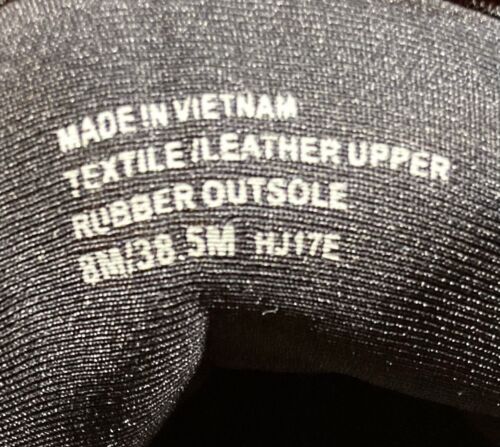 MADE IN VIETNAM
TEXTILE/LEATHER UPPER
RUBBER OUTSOLE
8M/38.5M HJ17E